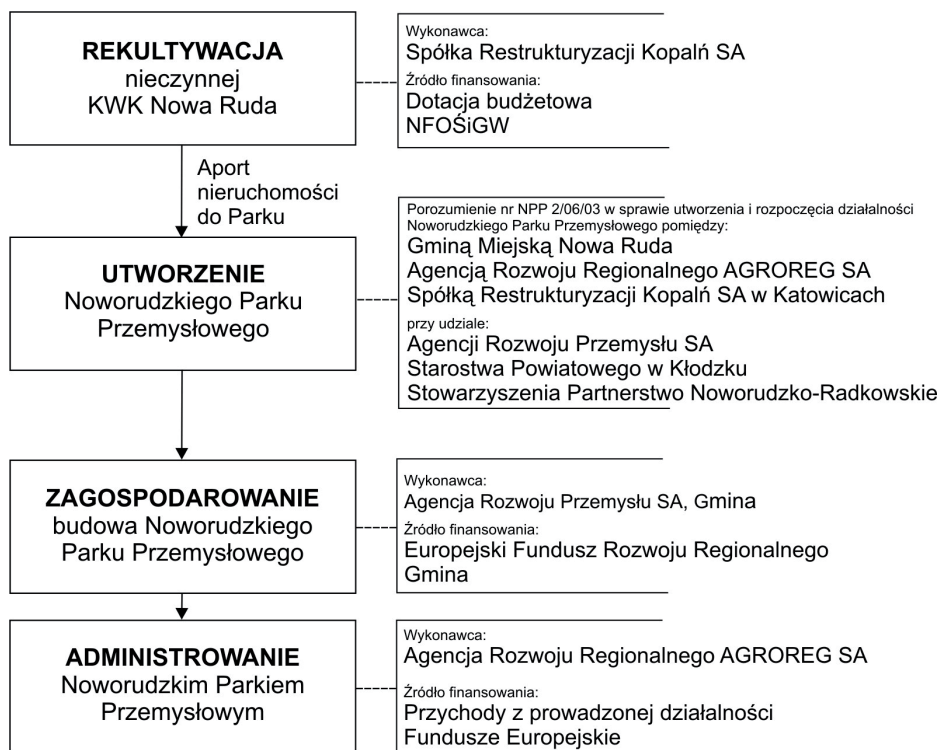 REKULTYWACJA
nieczynnej
KWK Nowa Ruda
Wykonawca:
Spółka Restrukturyzacji Kopalń SA
Źródło finansowania:
Dotacja budżetowa
NFOŚiGW
Aport
nieruchomości
do Parku
UTWORZENIE
Noworudzkiego Parku
Przemysłowego
Porozumienie nr NPP 2/06/03 w sprawie utworzenia i rozpoczęcia działalności
Noworudzkiego Parku Przemysłowego pomiędzy:
Gminą Miejską Nowa Ruda
Agencją Rozwoju Regionalnego AGROREG SA
Spółką Restrukturyzacji Kopalń SA w Katowicach
przy udziale:
Agencji Rozwoju Przemysłu SA
Starostwa Powiatowego w Kłodzku
Stowarzyszenia Partnerstwo Noworudzko-Radkowskie
ZAGOSPODAROWANIE
budowa Noworudzkiego
Parku Przemysłowego
Wykonawca:
Agencja Rozwoju Przemysłu SA, Gmina
Źródło finansowania:
Europejski Fundusz Rozwoju Regionalnego
Gmina
ADMINISTROWANIE
Noworudzkim Parkiem
Przemysłowym
Wykonawca:
Agencja Rozwoju Regionalnego AGROREG SA
Źródło finansowania:
Przychody z prowadzonej działalności
Fundusze Europejskie